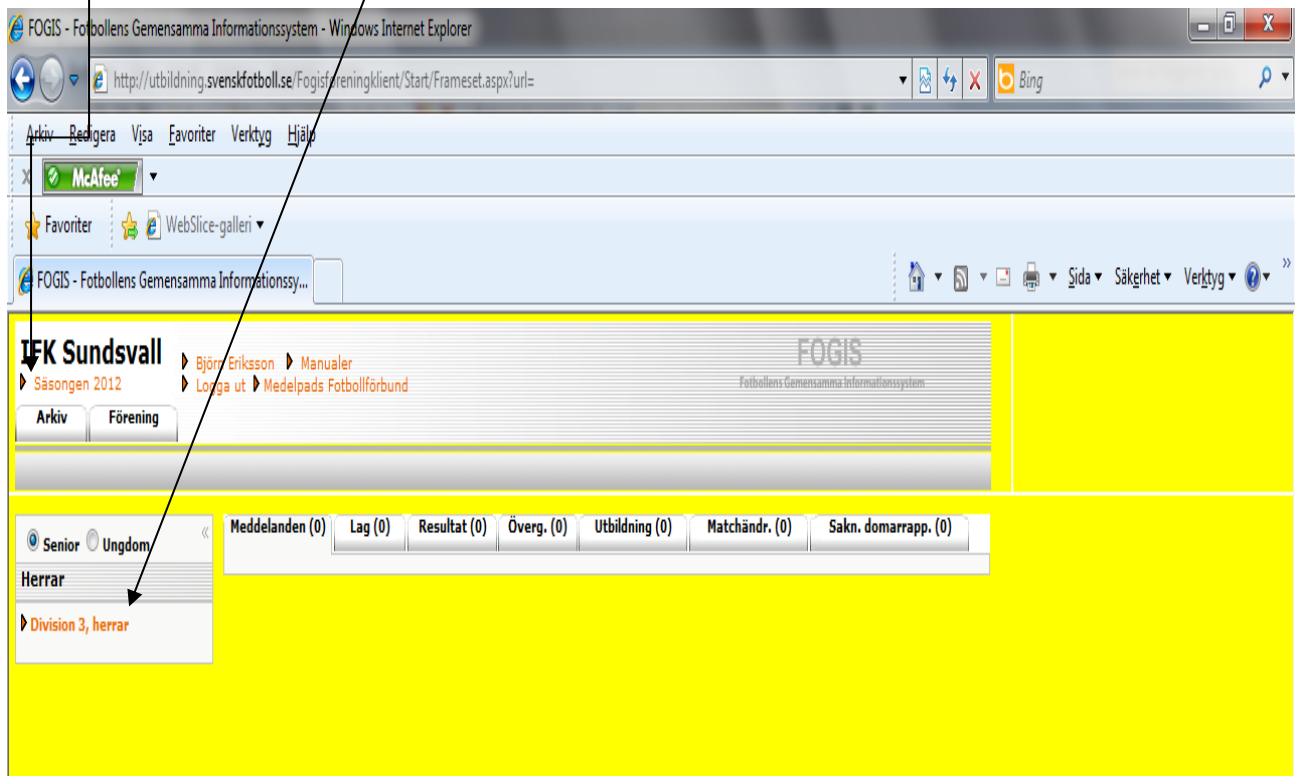 FOGIS - Fotbollens Gemensamma Informationssystem - Windows Internet Explorer
http://utbildning.svenskfotboll.se/Fogisforeningklient/Start/Frameset.aspx?url=
Bing
Arkiv Redigera Visa Favoriter Verktyg Hjälp
X McAfee
Favoriter WebSlice-galleri
FOGIS - Fotbollens Gemensamma Informationssy... Sida Säkerhet Verktyg »
IFK Sundsvall Björn Eriksson Manualer FOGIS
Säsongen 2012 Logga ut Medelpads Fotbollförbund Fotbollens Gemensamma Informationssystem
Arkiv Förening
Senior Ungdom « Meddelanden (0) Lag (0) Resultat (0) Överg. (0) Utbildning (0) Matchändr. (0) Sakn. domarrapp. (0)
Herrar
Division 3, herrar